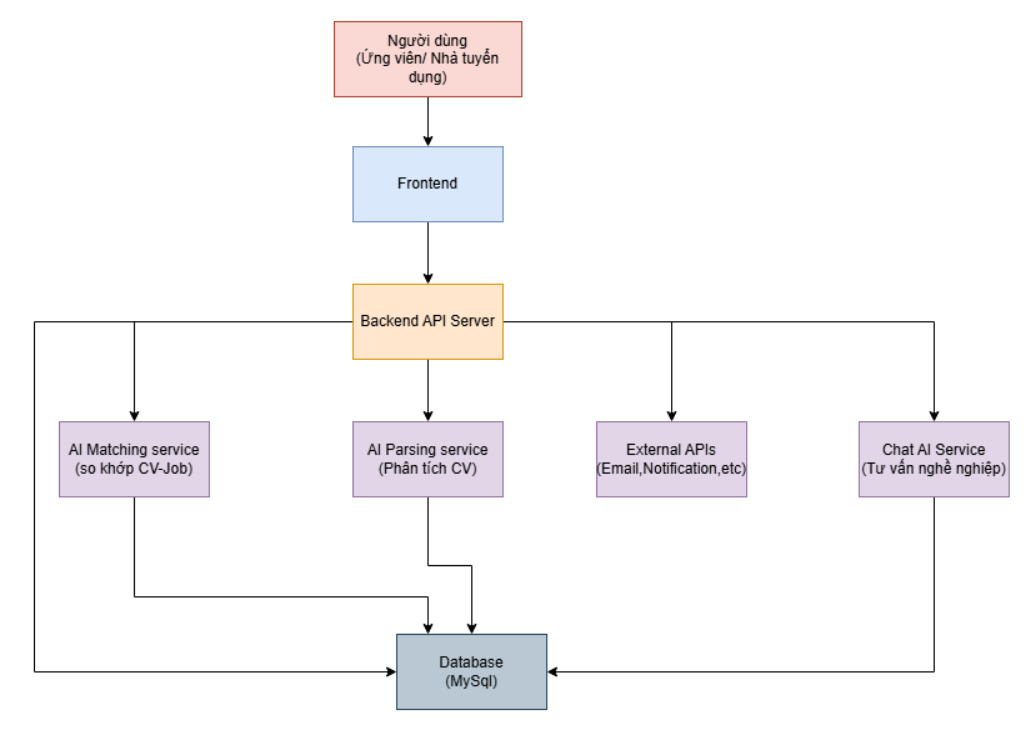 Người dùng
(Ứng viên/ Nhà tuyển
dụng)
Frontend
Backend API Server
AI Matching service
(so khớp CV-Job)
AI Parsing service
(Phân tích CV)
External APIs
(Email,Notification,etc)
Chat AI Service
(Tư vấn nghề nghiệp)
Database
(MySql)